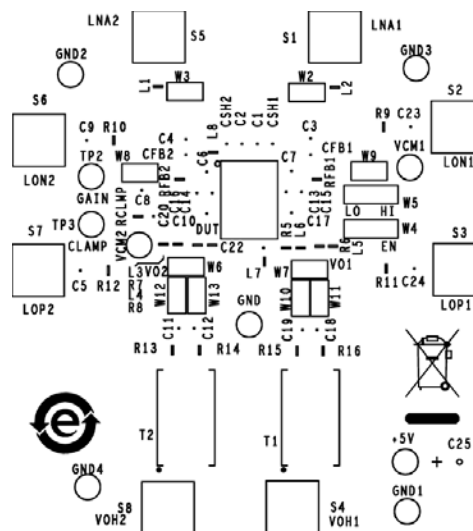 LNA2
LNA1
S5
S1
GND2
GND3
L1
W3
W2
L2
S6
S2
CSH2
C2
C1
CSH1
C9
R10
C4
L8
C3
R9
C23
LON2
W8
CFB2
C6
C7
CFB1
W9
VCM1
LON1
TP2
RFB2
RFB1
GAIN
RCLMP
C8
C20
C16
C14
C10
C13
C15
LO
HI
W5
S7
TP3
DUT
R5
L6
C17
W4
S3
CLAMP
VCM2
C22
R6
L5
EN
LOP2
C5
R12
L3
VO2
W6
L7
W7
VO1
R11
C24
LOP1
R7
L4
R8
W12
W13
GND
W10
W11
C11
C12
C19
C18
R13
R14
R15
R16
e
T2
T1
+5V
+
C25
GND4
S8
VOH2
S4
VOH1
GND1